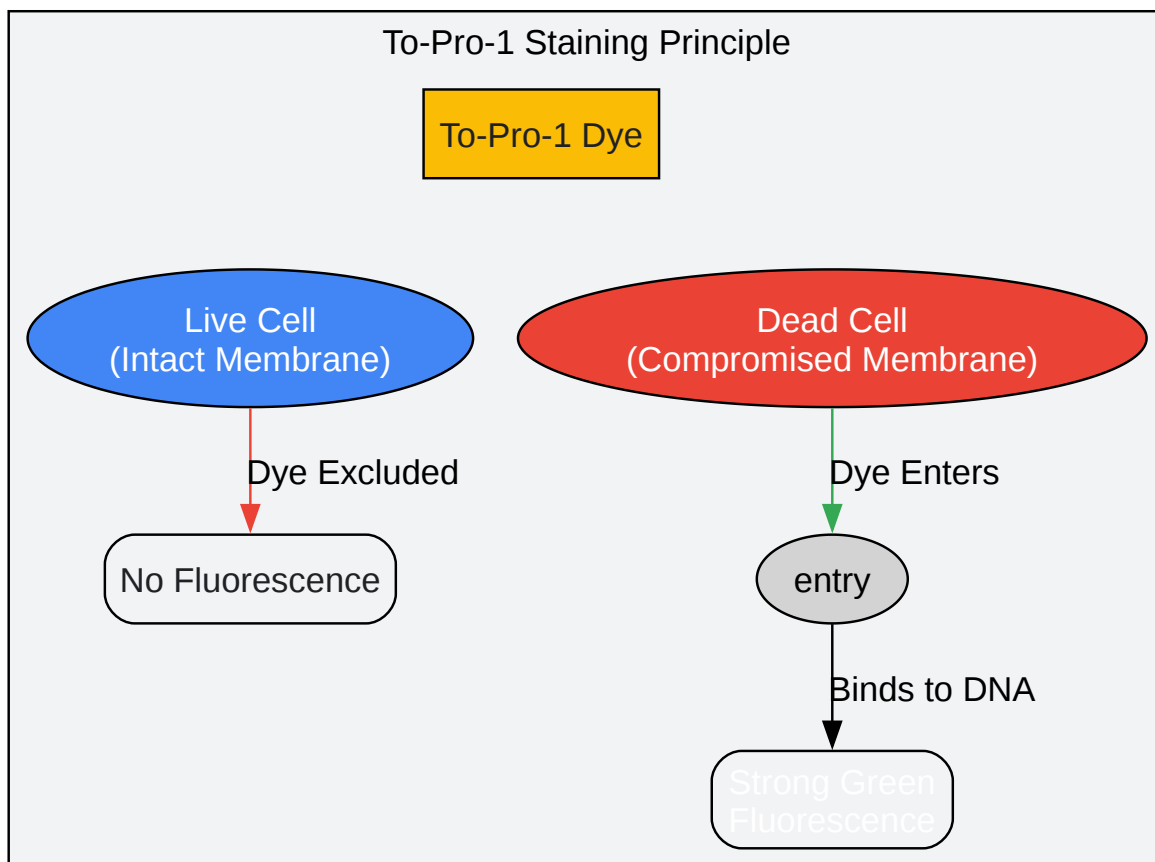 To-Pro-1 Staining Principle
To-Pro-1 Dye
Live Cell
(Intact Membrane)
Dead Cell
(Compromised Membrane)
Dye Excluded
Dye Enters
No Fluorescence
entry
Binds to DNA
Strong Green
Fluorescence